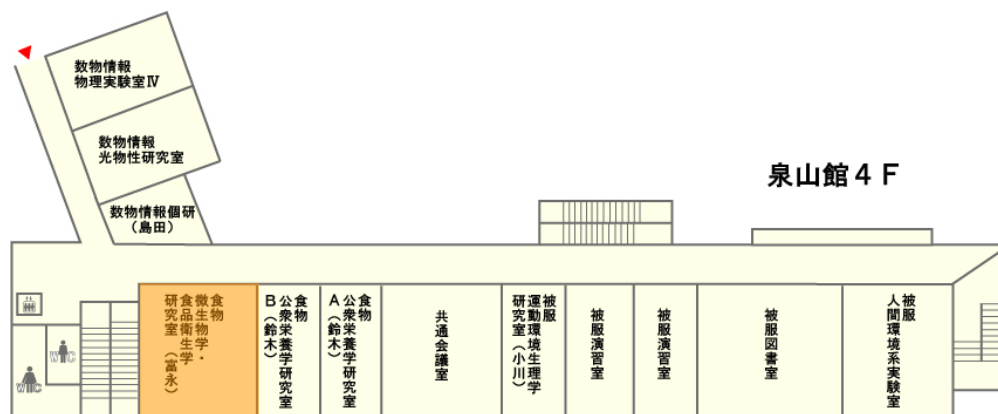 数物情報
物理実験室Ⅳ
数物情報
光物性研究室
数物情報個研
（島田）
泉山館４Ｆ
食物
微生物学・
食品衛生学
研究室（富永）
食物
公衆栄養学研究室
Ｂ（鈴木）
食物
公衆栄養学研究室
Ａ（鈴木）
共通会議室
被服
運動環境生理学
研究室（小川）
被服演習室
被服演習室
被服図書室
被服
人間環境系実験室
WC
WC